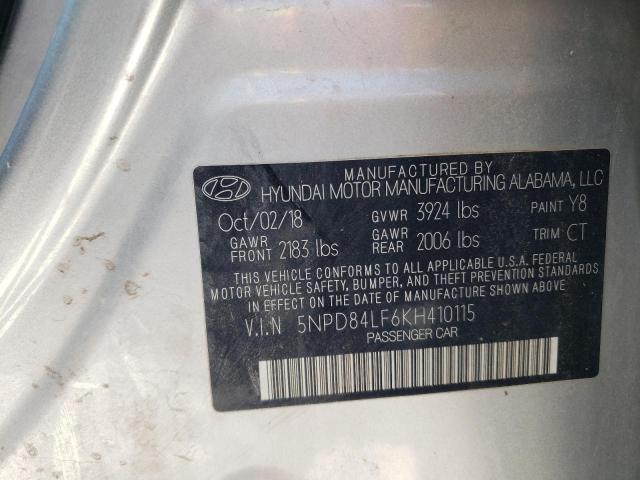 MANUFACTURED BY
HYUNDAI MOTOR MANUFACTURING ALABAMA, LLC
Oct/02/18 GVWR 3924 lbs PAINT Y8
GAWR FRONT 2183 lbs GAWR REAR 2006 lbs TRIM CT
THIS VEHICLE CONFORMS TO ALL APPLICABLE U.S.A. FEDERAL
MOTOR VEHICLE SAFETY, BUMPER, AND THEFT PREVENTION STANDARDS
IN EFFECT ON THE DATE OF MANUFACTURE SHOWN ABOVE.
V.I.N 5NPD84LF6KH410115
PASSENGER CAR